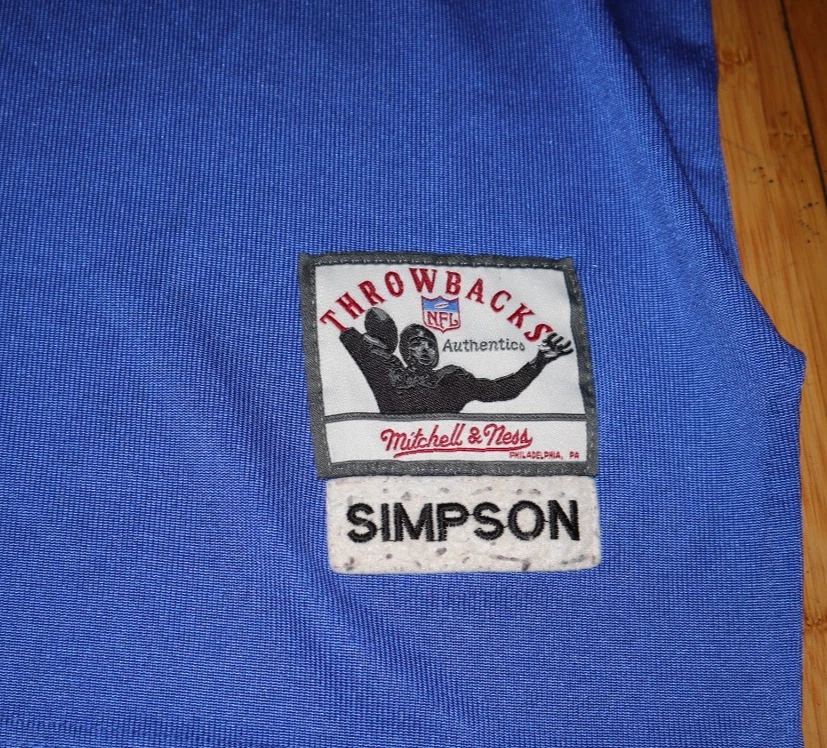 THROWBACKS
NFL
Authentics
Mitchell & Ness
PHILADELPHIA, PA
SIMPSON